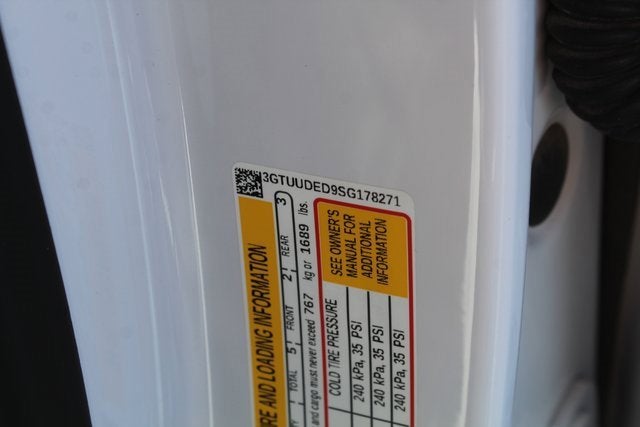 3GTUUDED9SG178271
RE AND LOADING INFORMATION
TOTAL 5 FRONT 2 REAR 3
and cargo must never exceed 767 kg or 1689 lbs.
COLD TIRE PRESSURE
240 kPa, 35 PSI
240 kPa, 35 PSI
240 kPa, 35 PSI
SEE OWNER'S
MANUAL FOR
ADDITIONAL
INFORMATION